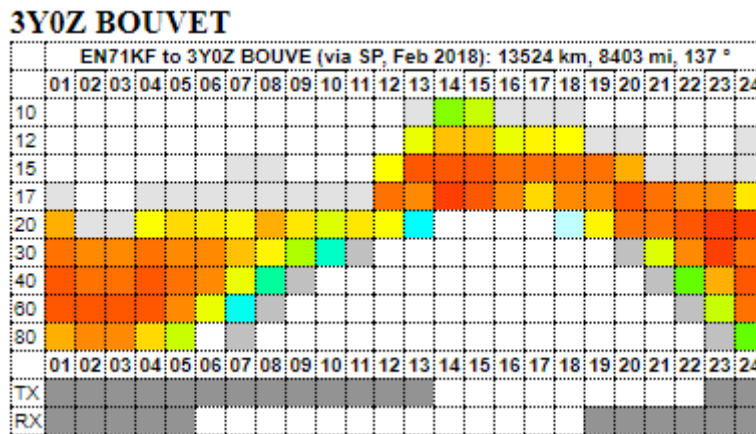 3Y0Z BOUVET
EN71KF to 3Y0Z BOUVE (via SP, Feb 2018): 13524 km, 8403 mi, 137 °
01 02 03 04 05 06 07 08 09 10 11 12 13 14 15 16 17 18 19 20 21 22 23 24
10
12
15
17
20
30
40
60
80
01 02 03 04 05 06 07 08 09 10 11 12 13 14 15 16 17 18 19 20 21 22 23 24
TX
RX